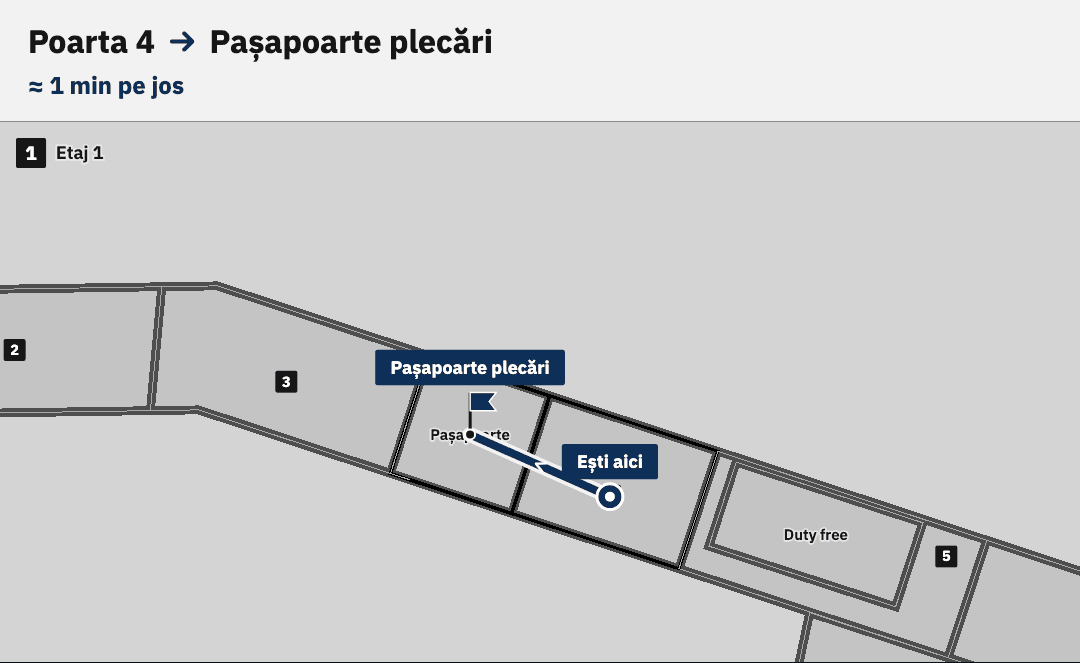 Poarta 4 → Pașapoarte plecări
≈ 1 min pe jos
1 Etaj 1
2
3
Pașapoarte plecări
Ești aici
Duty free
5